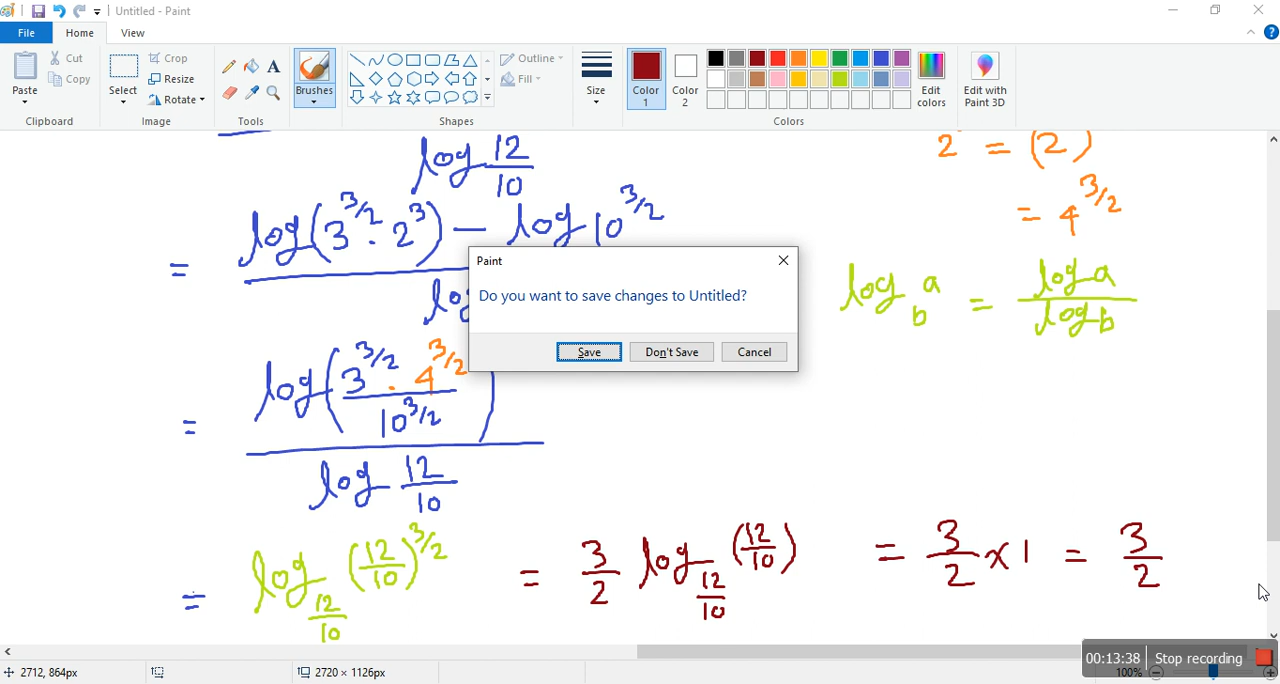 Untitled - Paint
File Home View
Paste Cut Copy Clipboard
Select Crop Resize Rotate Image
A Tools
Brushes
Shapes Outline Fill
Size
Color 1 Color 2 Edit colors Colors
Edit with Paint 3D
log 12/10
2 = (2)
= 4^3/2
= log(3^3/2 . 2^3) - log 10^3/2
log_b a = log a / log b
Paint
Do you want to save changes to Untitled?
Save Don't Save Cancel
= log(3^3/2 . 4^3/2 / 10^3/2)
log 12/10
= log_12/10 (12/10)^3/2 = 3/2 log_12/10 (12/10) = 3/2 x 1 = 3/2
00:13:38 Stop recording
2712, 864px 2720 × 1126px 100%